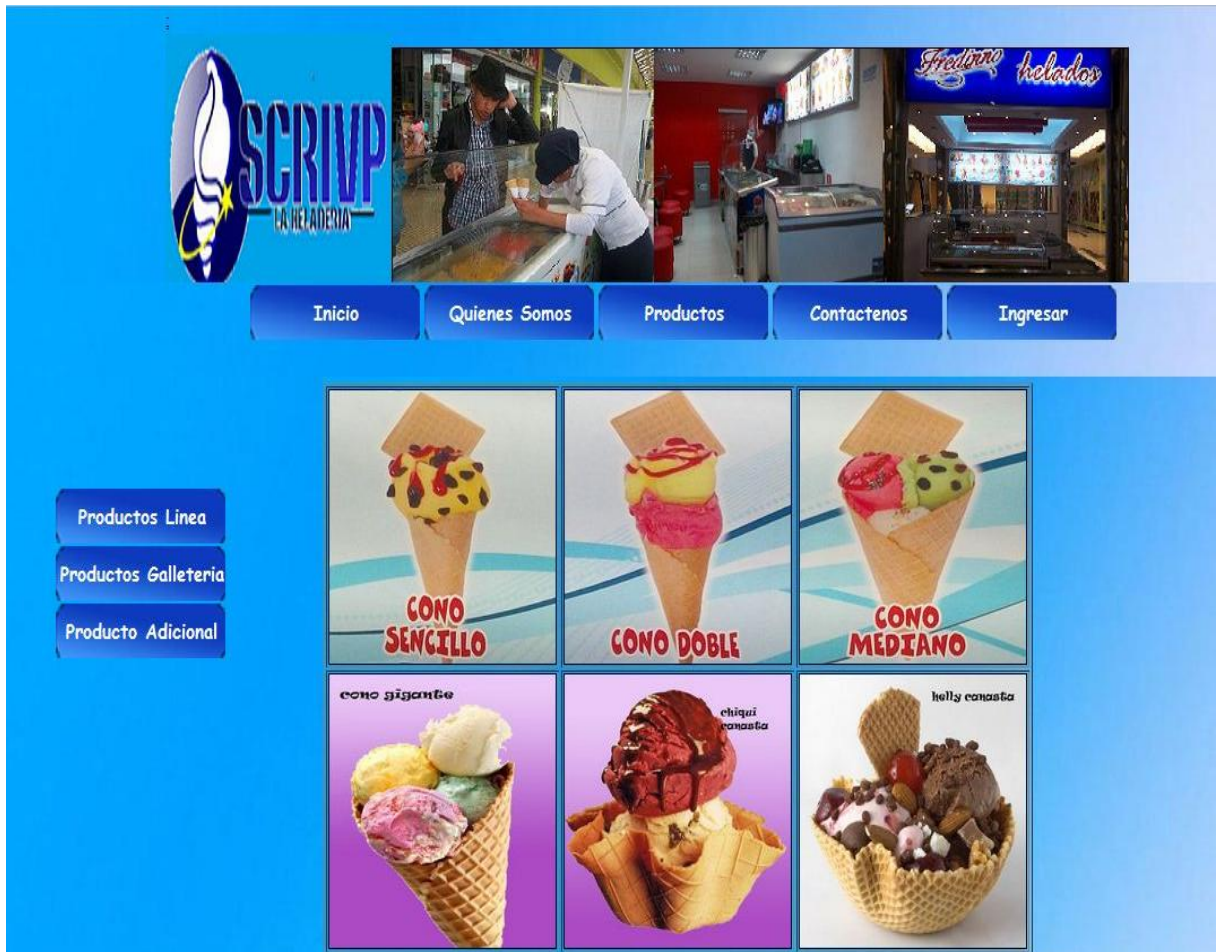 SCRIVP
LA HELADERIA
Fredinno helados
Inicio
Quienes Somos
Productos
Contactenos
Ingresar
Productos Linea
Productos Galleteria
Producto Adicional
CONO
SENCILLO
CONO DOBLE
CONO
MEDIANO
cono gigante
chiqui
canasta
helly canasta